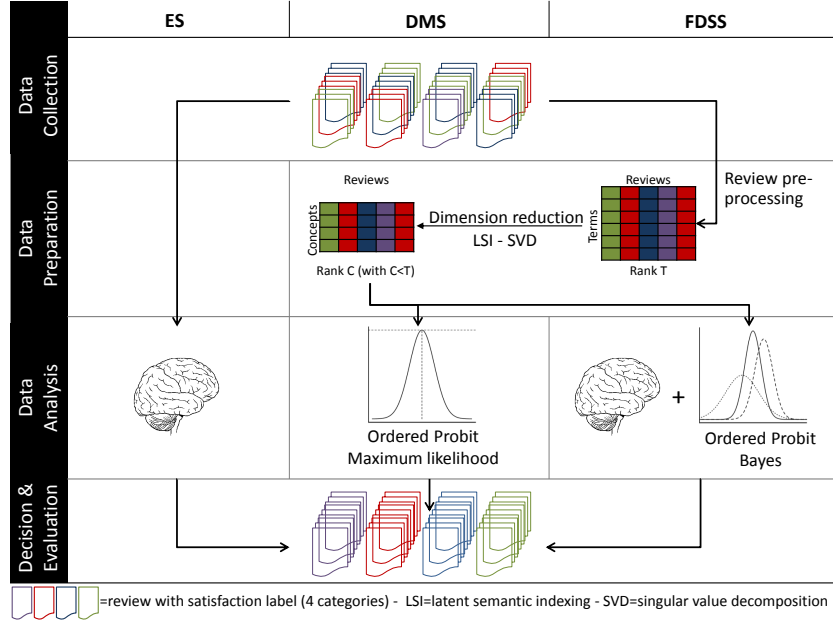 ES
DMS
FDSS
Data
Collection
Data
Preparation
Reviews
Concepts
Rank C (with C<T)
Dimension reduction
LSI - SVD
Reviews
Terms
Rank T
Review pre-
processing
Data
Analysis
Ordered Probit
Maximum likelihood
+
Ordered Probit
Bayes
Decision &
Evaluation
=review with satisfaction label (4 categories) - LSI=latent semantic indexing - SVD=singular value decomposition